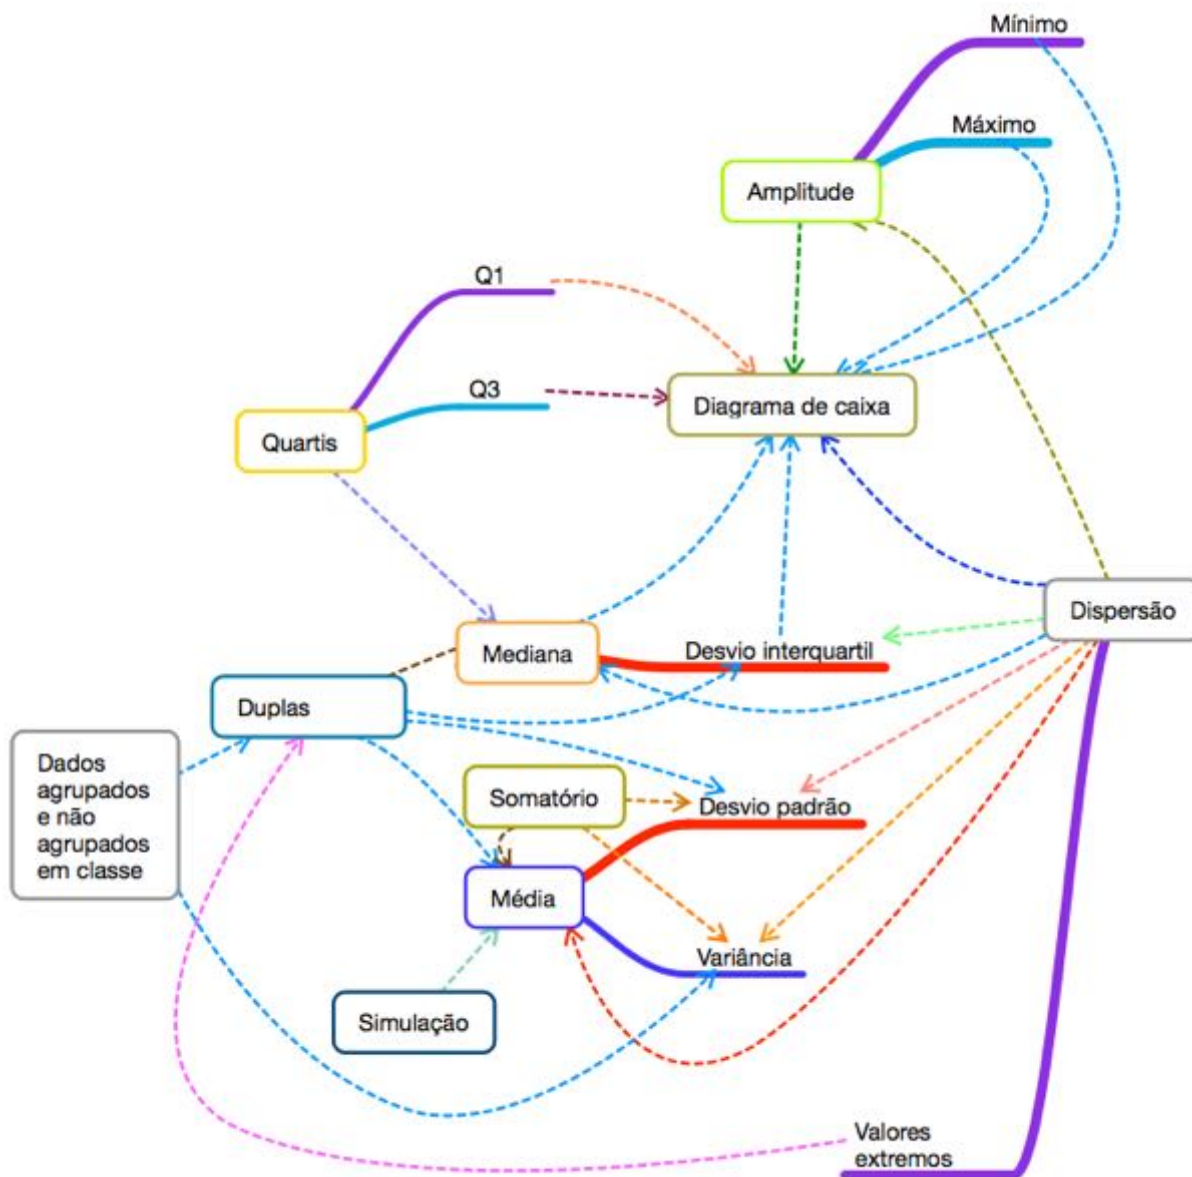 Mínimo
Máximo
Amplitude
Q1
Q3
Diagrama de caixa
Quartis
Dispersão
Mediana
Desvio interquartil
Duplas
Dados
agrupados
e não
agrupados
em classe
Somatório
Desvio padrão
Média
Variância
Simulação
Valores
extremos